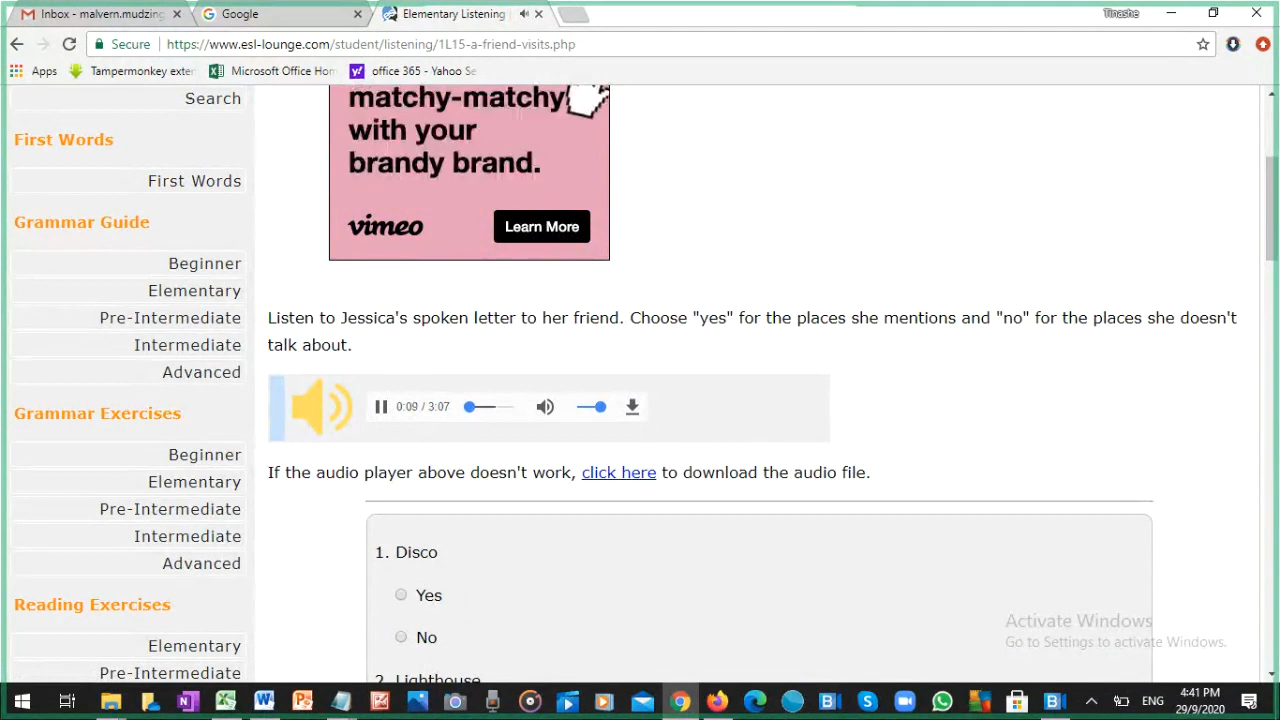 Inbox - malvern.mudzing
Google
Elementary Listening
Tinashe
Secure
https://www.esl-lounge.com/student/listening/1L15-a-friend-visits.php
Apps
Tampermonkey exter
Microsoft Office Hom
office 365 - Yahoo Se
Search
First Words
First Words
Grammar Guide
Beginner
Elementary
Pre-Intermediate
Intermediate
Advanced
Grammar Exercises
Beginner
Elementary
Pre-Intermediate
Intermediate
Advanced
Reading Exercises
Elementary
Pre-Intermediate
matchy-matchy
with your
brandy brand.
vimeo
Learn More
Listen to Jessica's spoken letter to her friend. Choose "yes" for the places she mentions and "no" for the places she doesn't
talk about.
0:09 / 3:07
If the audio player above doesn't work, click here to download the audio file.
1. Disco
Yes
No
2. Lighthouse
Activate Windows
Go to Settings to activate Windows.
ENG
4:41 PM
29/9/2020